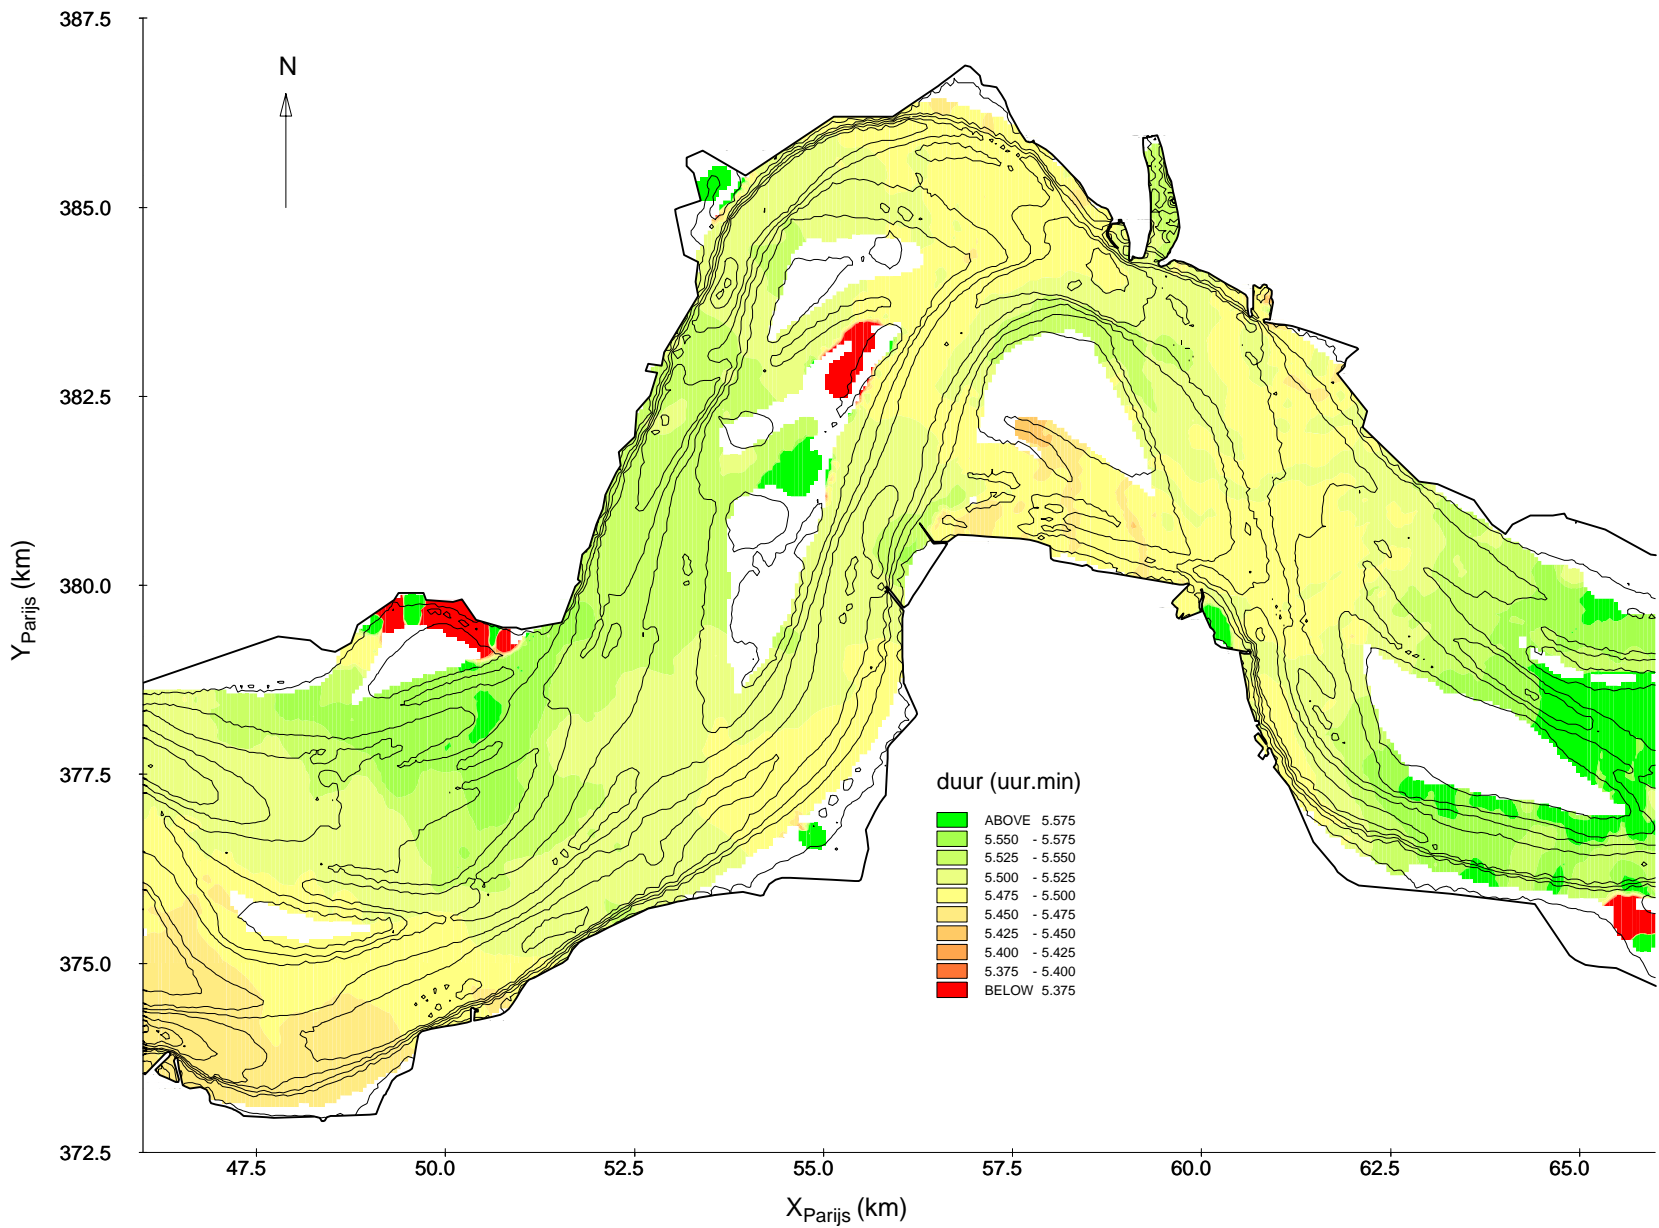 387.5
N
385.0
382.5
380.0
377.5
375.0
372.5
Y Parijs (km)
duur (uur.min)
ABOVE 5.575
5.550 - 5.575
5.525 - 5.550
5.500 - 5.525
5.475 - 5.500
5.450 - 5.475
5.425 - 5.450
5.400 - 5.425
5.375 - 5.400
BELOW 5.375
47.5 50.0 52.5 55.0 57.5 60.0 62.5 65.0
X Parijs (km)